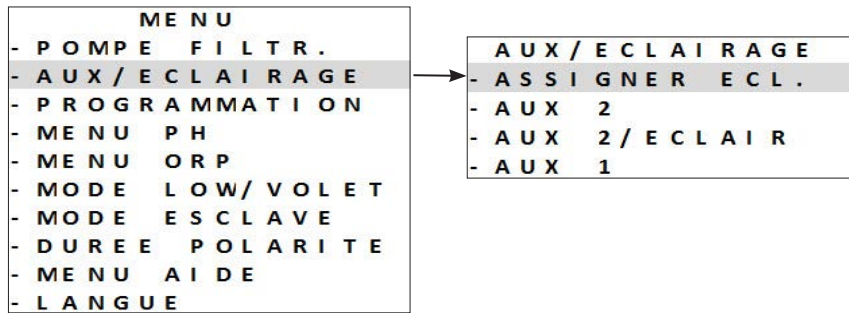 MENU
- POMPE FILTR.
- AUX/ECLAIRAGE
- PROGRAMMATION
- MENU PH
- MENU ORP
- MODE LOW/VOLET
- MODE ESCLAVE
- DUREE POLARITE
- MENU AIDE
- LANGUE
AUX/ECLAIRAGE
- ASSIGNER ECL.
- AUX 2
- AUX 2/ECLAIR
- AUX 1